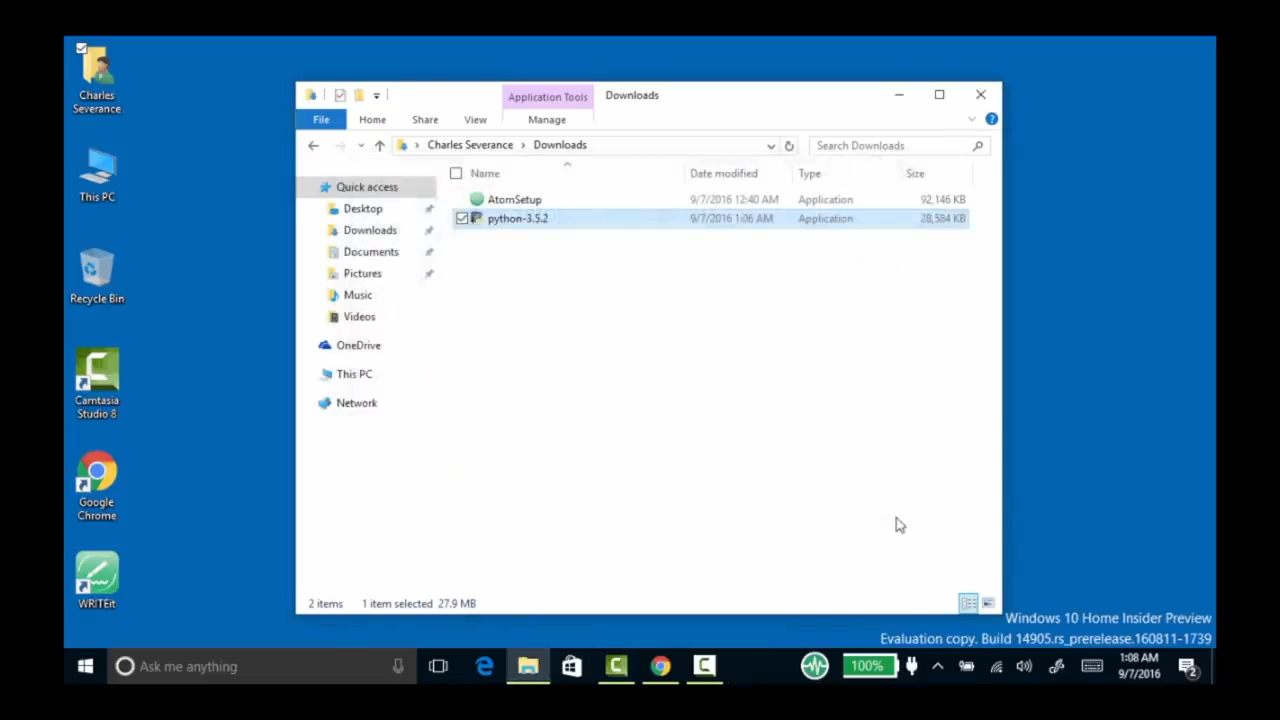 Charles
Severance
This PC
Recycle Bin
Camtasia
Studio 8
Google
Chrome
WRITEit
Application Tools
Downloads
File
Home
Share
View
Manage
Charles Severance > Downloads
Search Downloads
Name
Date modified
Type
Size
AtomSetup
9/7/2016 12:40 AM
Application
92,146 KB
python-3.5.2
9/7/2016 1:06 AM
Application
28,584 KB
Quick access
Desktop
Downloads
Documents
Pictures
Music
Videos
OneDrive
This PC
Network
2 items
1 item selected 27.9 MB
Windows 10 Home Insider Preview
Evaluation copy. Build 14905.rs_prerelease.160811-1739
Ask me anything
100%
1:08 AM
9/7/2016
2